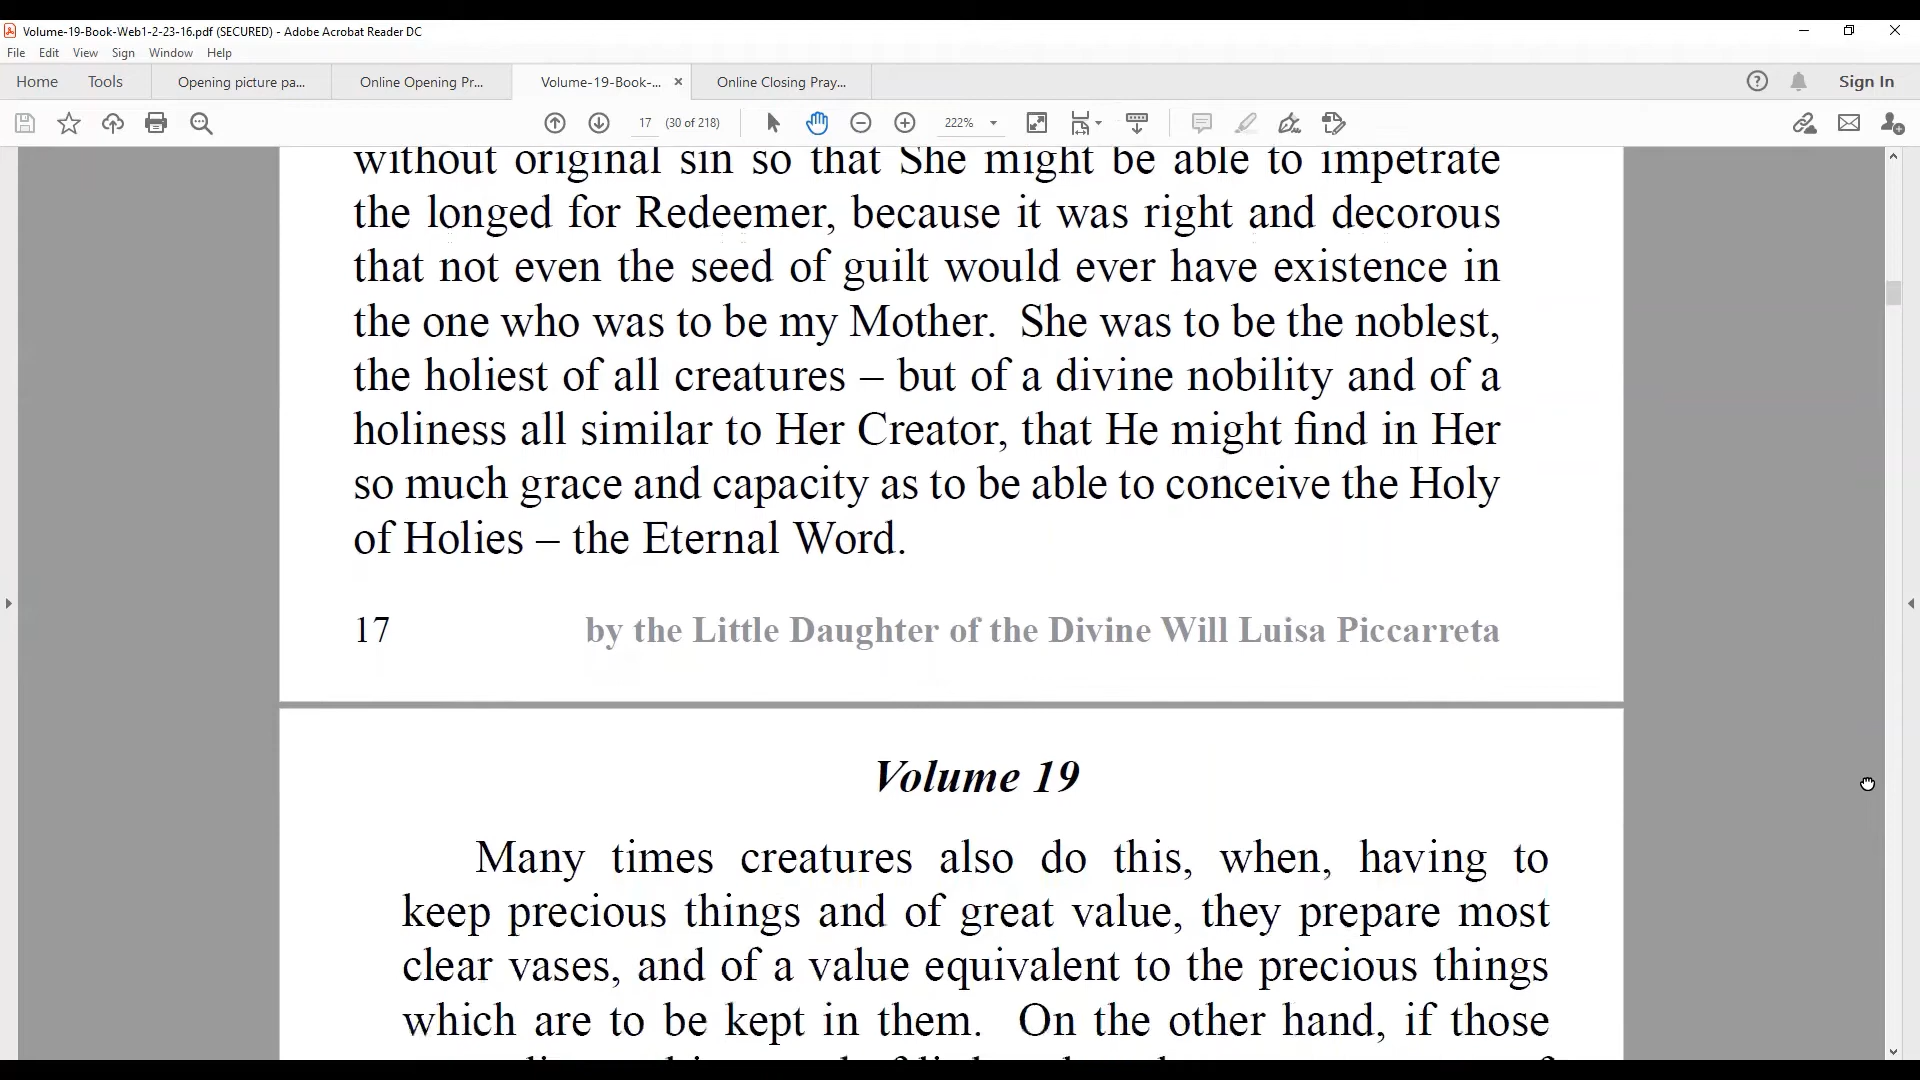 Volume-19-Book-Web1-2-23-16.pdf (SECURED) - Adobe Acrobat Reader DC
File Edit View Sign Window Help
Home Tools Opening picture pa... Online Opening Pr... Volume-19-Book-... Online Closing Pray... Sign In
17 (30 of 218) 222%
without original sin so that She might be able to impetrate
the longed for Redeemer, because it was right and decorous
that not even the seed of guilt would ever have existence in
the one who was to be my Mother. She was to be the noblest,
the holiest of all creatures – but of a divine nobility and of a
holiness all similar to Her Creator, that He might find in Her
so much grace and capacity as to be able to conceive the Holy
of Holies – the Eternal Word.
17 by the Little Daughter of the Divine Will Luisa Piccarreta
Volume 19
Many times creatures also do this, when, having to
keep precious things and of great value, they prepare most
clear vases, and of a value equivalent to the precious things
which are to be kept in them. On the other hand, if those